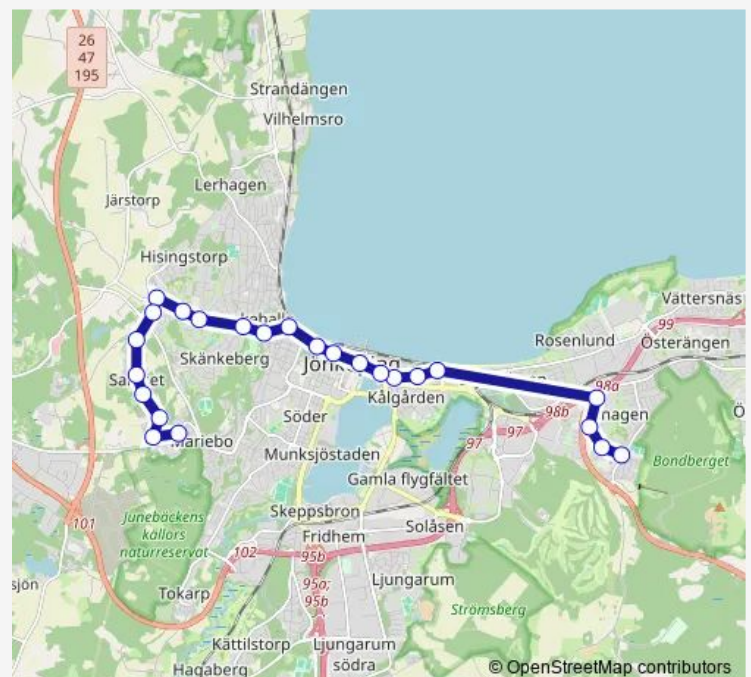 26
47
195
Strandängen
Vilhelmsro
Lerhagen
Järstorp
Hisingstorp
Vättersnäs
99
Rosenlund
Österängen
Skänkeberg
98a
98b
Kålgården
Söder
97
97
Mariebo
Munksjöstaden
Bondberget
Gamla flygfältet
Skeppsbron
Solåsen
101
Junebäckens
källors
naturreservat
Fridhem
102
95b
95a;
95b
Ljungarum
Tokarp
Strömsberg
Kättilstorp
Ljungarum
södra
Hagaberg
© OpenStreetMap contributors